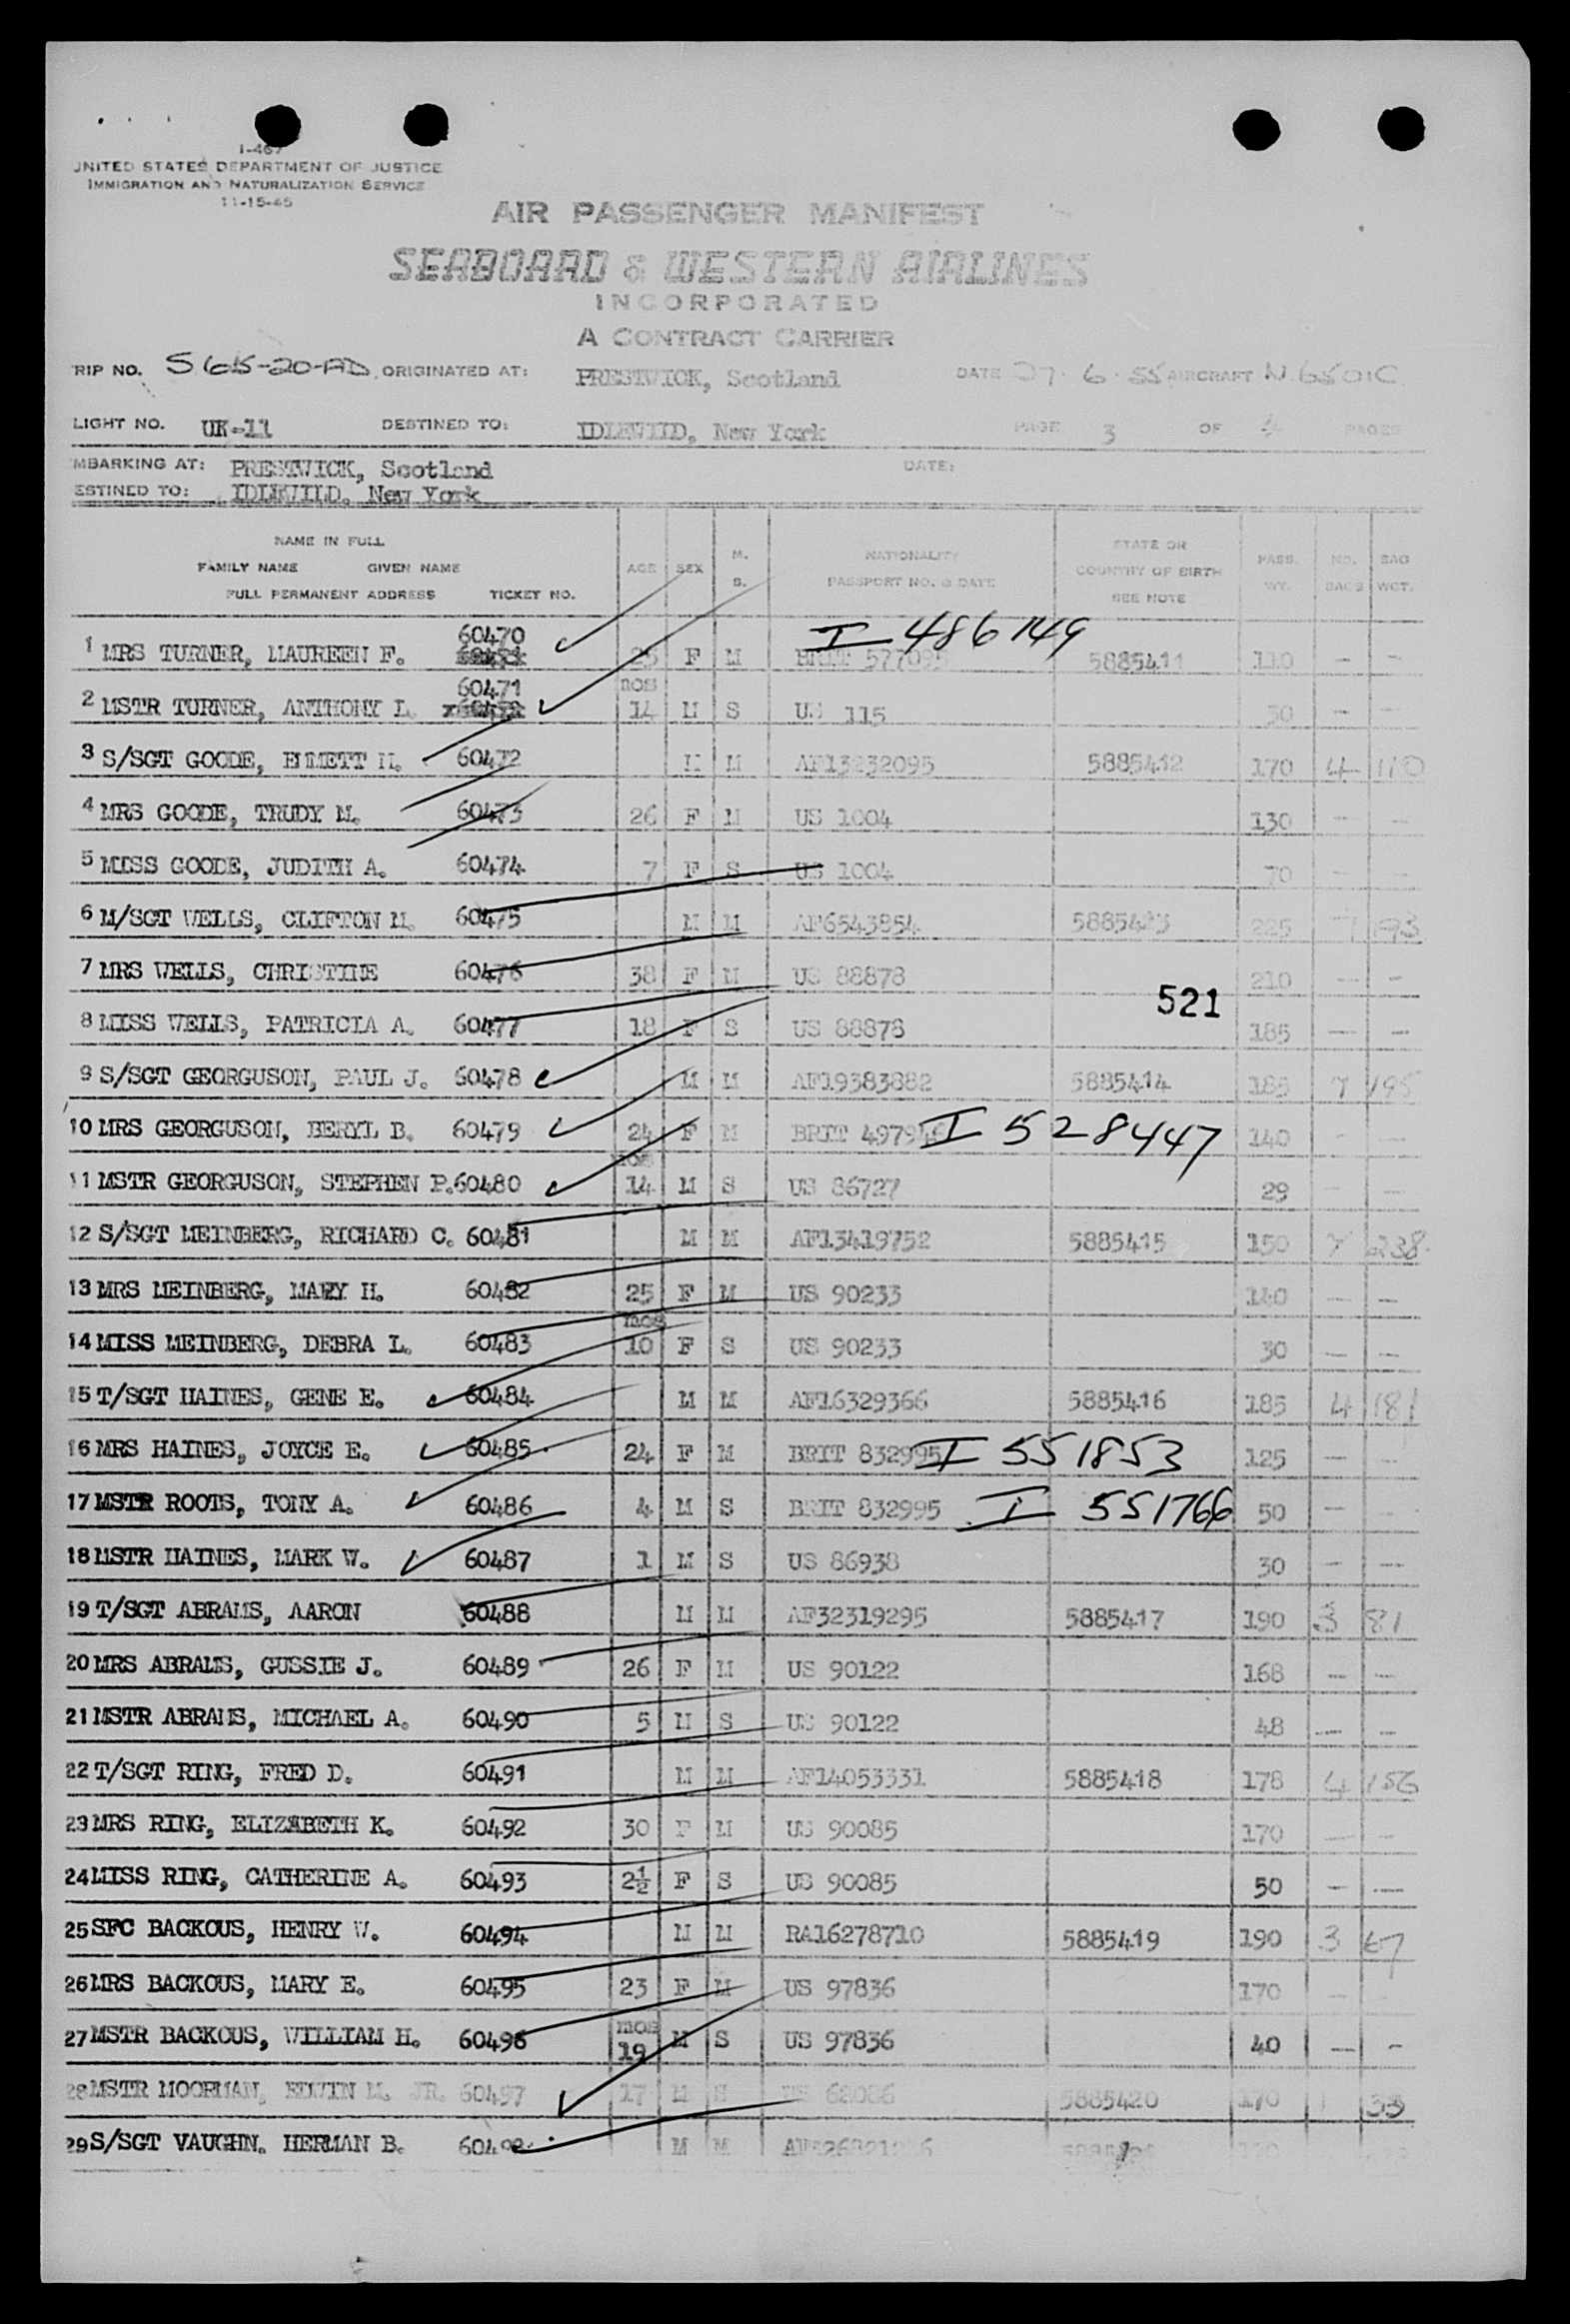 I-467
UNITED STATES DEPARTMENT OF JUSTICE
IMMIGRATION AND NATURALIZATION SERVICE
11-15-45
AIR PASSENGER MANIFEST
SEABOARD & WESTERN AIRLINES
INCORPORATED
A CONTRACT CARRIER
RIP NO. ORIGINATED AT: PRESTWICK, Scotland DATE 27 · 6 · 55 AIRCRAFT N 6501C
LIGHT NO. UK-11 DESTINED TO: IDLEWILD, New York PAGE 3 OF 4 PAGES
MBARKING AT: PRESTWICK, Scotland DATE:
ESTINED TO: IDLEWILD, New York
NAME IN FULL
FAMILY NAME GIVEN NAME
FULL PERMANENT ADDRESS TICKET NO. AGE SEX M. S. NATIONALITY PASSPORT NO. & DATE STATE OR COUNTRY OF BIRTH SEE NOTE PASS. WT. NO. BAGS BAG WGT.
60470 I 486149
1 MRS TURNER, MAUREEN F. 25 F M BRIT 5885411 110 - -
60471 mos
2 MSTR TURNER, ANTHONY L. 14 M S US 115 30 - -
3 S/SGT GOODE, EMMETT M. 60472 M M AF13232095 5885412 170 4 110
4 MRS GOODE, TRUDY M. 60473 26 F M US 1004 130 - -
5 MISS GOODE, JUDITH A. 60474 7 F S US 1004 70 - -
6 M/SGT WELLS, CLIFTON M. 60475 M M AF6543854 225
7 MRS WELLS, CHRISTINE 60476 38 F M US 88878 210 - -
521
8 MISS WELLS, PATRICIA A. 60477 18 F S US 88878 185 - -
9 S/SGT GEORGUSON, PAUL J. 60478 M M AF19383882 5885414 185 7 195
10 MRS GEORGUSON, BERYL B. 60479 24 F M BRIT I 528447 140 - -
mos
11 MSTR GEORGUSON, STEPHEN P. 60480 14 M S US 86727 29 - -
12 S/SGT MEINBERG, RICHARD C. 60481 M M AF13419752 5885415 150 7 238
13 MRS MEINBERG, MARY H. 60482 25 F M US 90233 140 - -
mos
14 MISS MEINBERG, DEBRA L. 60483 10 F S US 90233 30 - -
15 T/SGT HAINES, GENE E. 60484 M M AF16329366 5885416 185 4 181
16 MRS HAINES, JOYCE E. 60485 24 F M BRIT 832995 I 551853 125 - -
17 MSTR ROOTS, TONY A. 60486 4 M S BRIT 832995 I 551766 50 - -
18 MSTR HAINES, MARK W. 60487 1 M S US 86938 30 - -
19 T/SGT ABRAMS, AARON 60488 M M AF32319295 5885417 190 3 81
20 MRS ABRAMS, GUSSIE J. 60489 26 F M US 90122 168 - -
21 MSTR ABRAMS, MICHAEL A. 60490 5 M S US 90122 48 - -
22 T/SGT RING, FRED D. 60491 M M AF14053331 5885418 178 4 156
23 MRS RING, ELIZABETH K. 60492 30 F M US 90085 170 - -
24 MISS RING, CATHERINE A. 60493 2½ F S US 90085 50 - -
25 SFC BACKOUS, HENRY W. 60494 M M RA16278710 5885419 190 3 67
26 MRS BACKOUS, MARY E. 60495 23 F M US 97836 170 - -
mos
27 MSTR BACKOUS, WILLIAM H. 60496 19 M S US 97836 40 - -
28 MSTR MOORMAN, EDWIN M. JR. 60497 17 M S US 68086 5885420 170 1 33
29 S/SGT VAUGHN. HERMAN B. M M